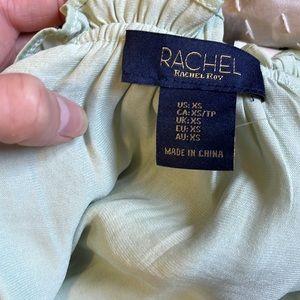 RACHEL
RACHEL ROY
US: XS
CA: XS/TP
UK: XS
EU: XS
AU: XS
MADE IN CHINA